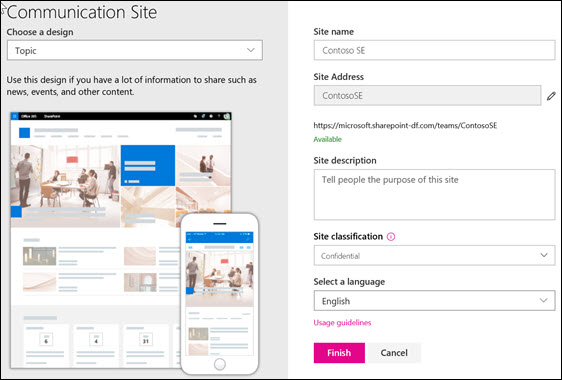 Communication Site
Choose a design
Topic
Use this design if you have a lot of information to share such as
news, events, and other content.
Office 365
SharePoint
6
4
31
Site name
Contoso SE
Site Address
ContosoSE
https://microsoft.sharepoint-df.com/teams/ContosoSE
Available
Site description
Tell people the purpose of this site
Site classification
Confidential
Select a language
English
Usage guidelines
Finish
Cancel